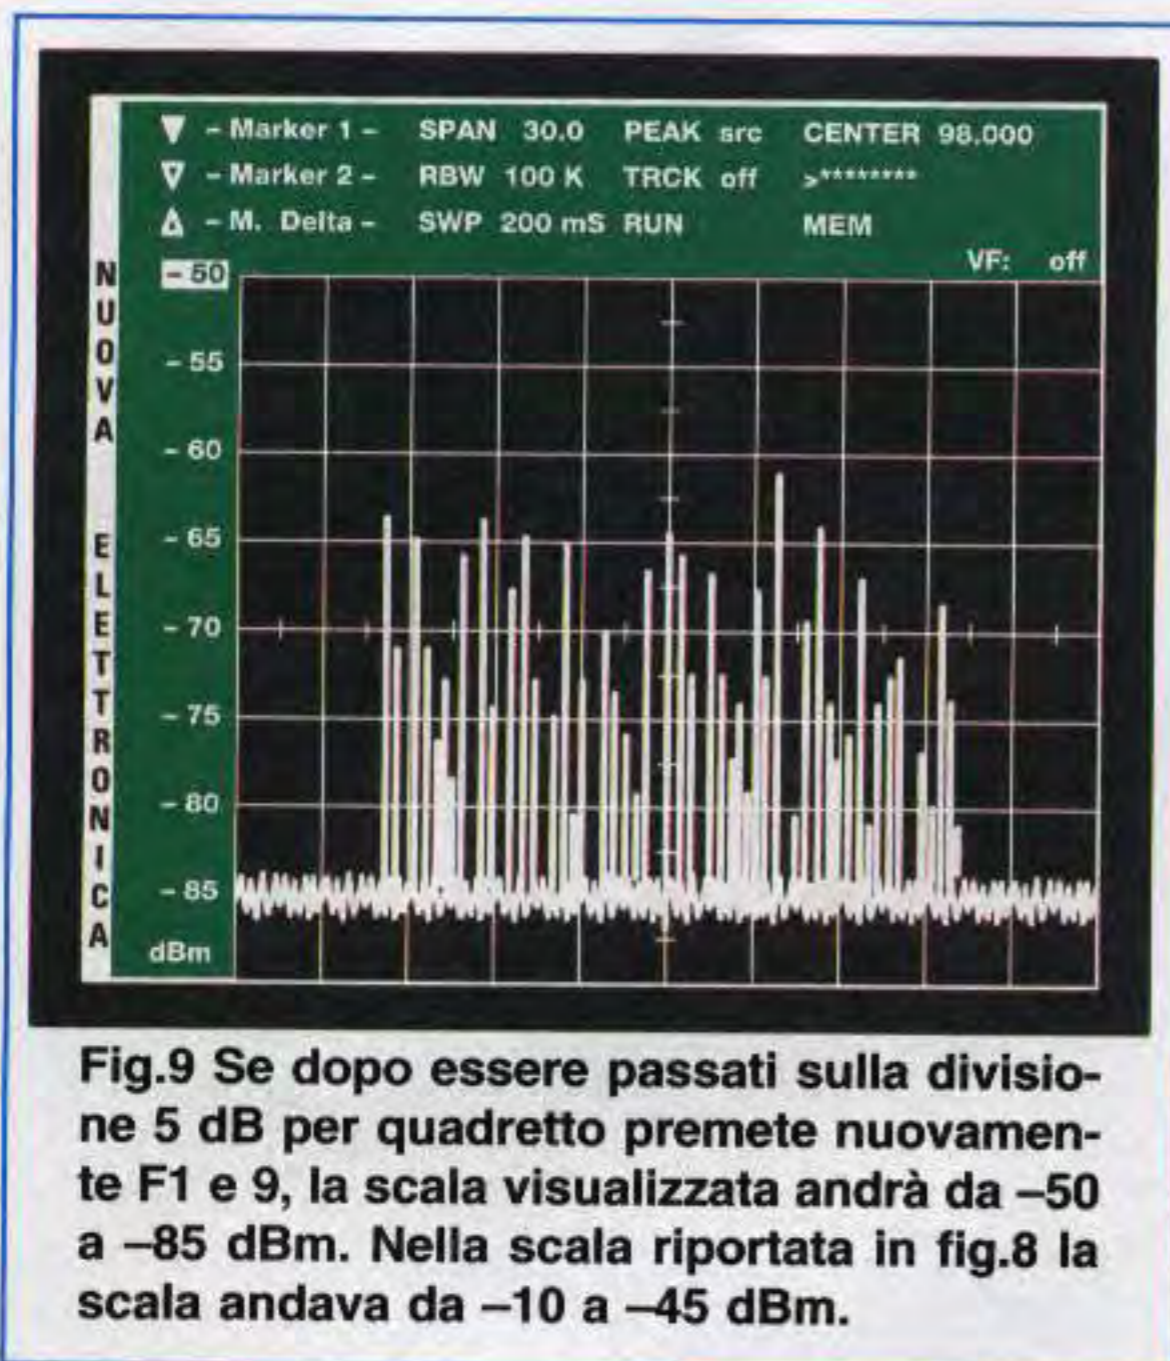 ▼ – Marker 1 – SPAN 30.0 PEAK src CENTER 98.000
▽ – Marker 2 – RBW 100 K TRCK off >********
△ – M. Delta – SWP 200 mS RUN MEM
VF: off
NUOVA ELETTRONICA
– 50
– 55
– 60
– 65
– 70
– 75
– 80
– 85
dBm
Fig.9 Se dopo essere passati sulla divisio-
ne 5 dB per quadretto premete nuovamen-
te F1 e 9, la scala visualizzata andrà da –50
a –85 dBm. Nella scala riportata in fig.8 la
scala andava da –10 a –45 dBm.